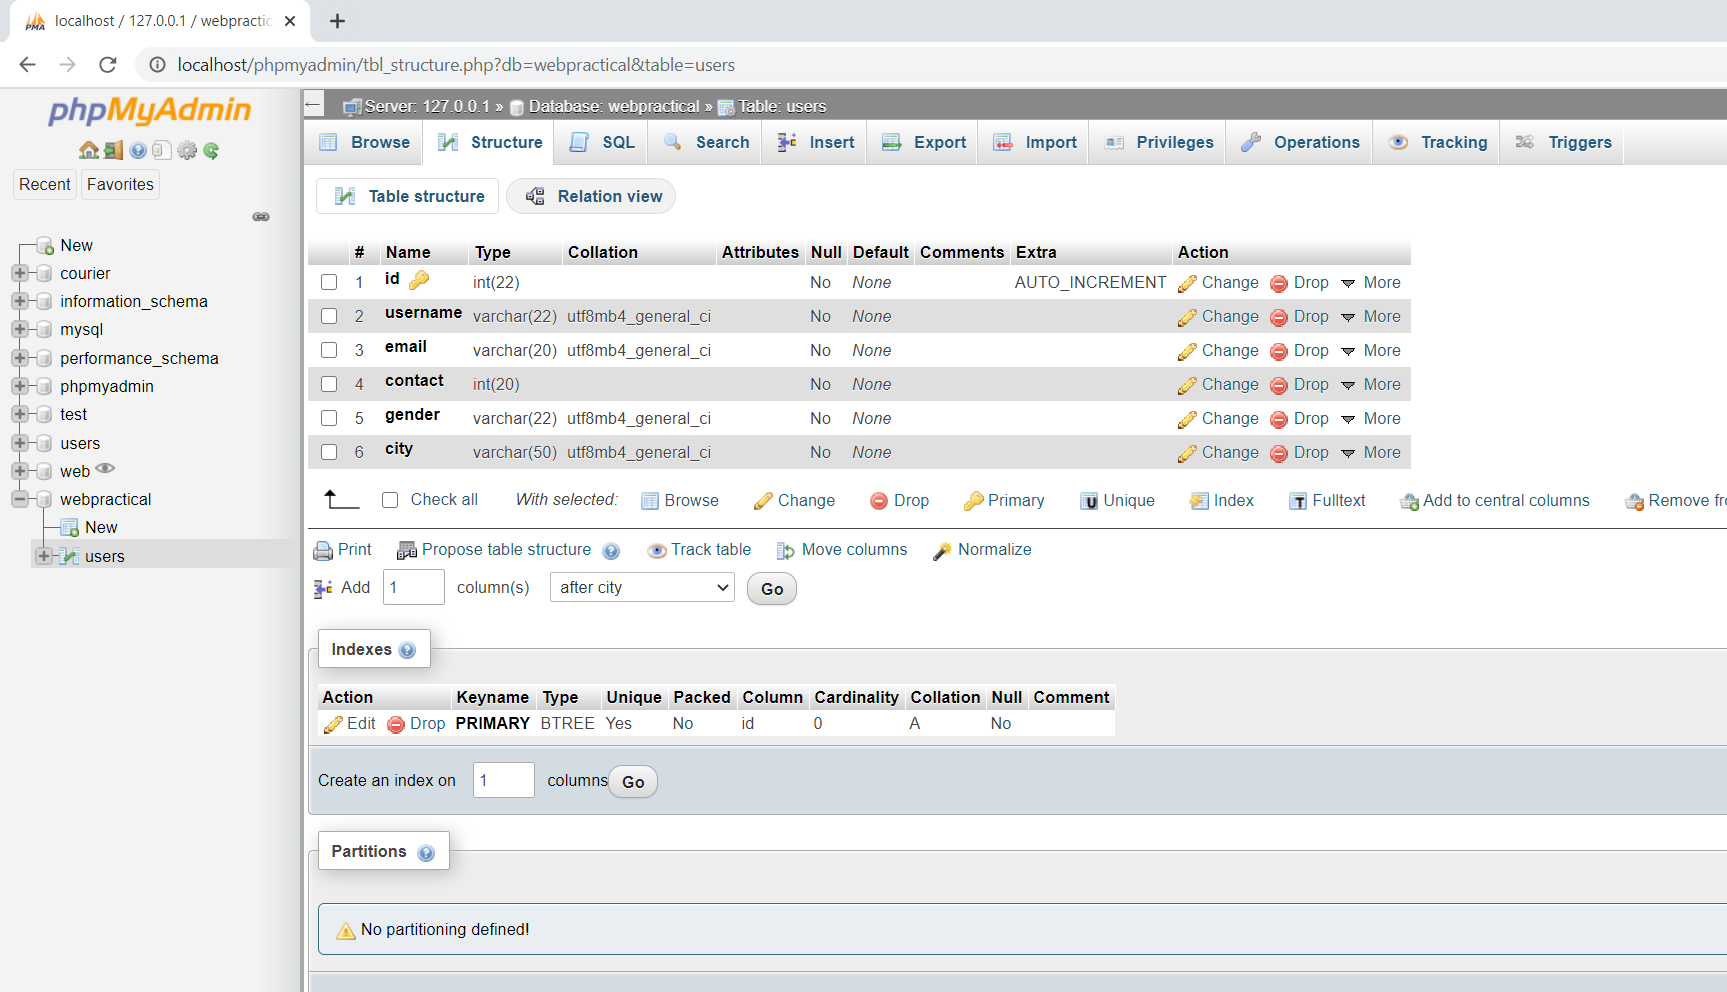 localhost / 127.0.0.1 / webpractic
localhost/phpmyadmin/tbl_structure.php?db=webpractical&table=users
phpMyAdmin
Recent Favorites
New
courier
information_schema
mysql
performance_schema
phpmyadmin
test
users
web
webpractical
New
users
Server: 127.0.0.1 » Database: webpractical » Table: users
Browse Structure SQL Search Insert Export Import Privileges Operations Tracking Triggers
Table structure Relation view
# Name Type Collation Attributes Null Default Comments Extra Action
1 id int(22) No None AUTO_INCREMENT Change Drop More
2 username varchar(22) utf8mb4_general_ci No None Change Drop More
3 email varchar(20) utf8mb4_general_ci No None Change Drop More
4 contact int(20) No None Change Drop More
5 gender varchar(22) utf8mb4_general_ci No None Change Drop More
6 city varchar(50) utf8mb4_general_ci No None Change Drop More
Check all With selected: Browse Change Drop Primary Unique Index Fulltext Add to central columns Remove fro
Print Propose table structure Track table Move columns Normalize
Add 1 column(s) after city Go
Indexes
Action Keyname Type Unique Packed Column Cardinality Collation Null Comment
Edit Drop PRIMARY BTREE Yes No id 0 A No
Create an index on 1 columns Go
Partitions
No partitioning defined!